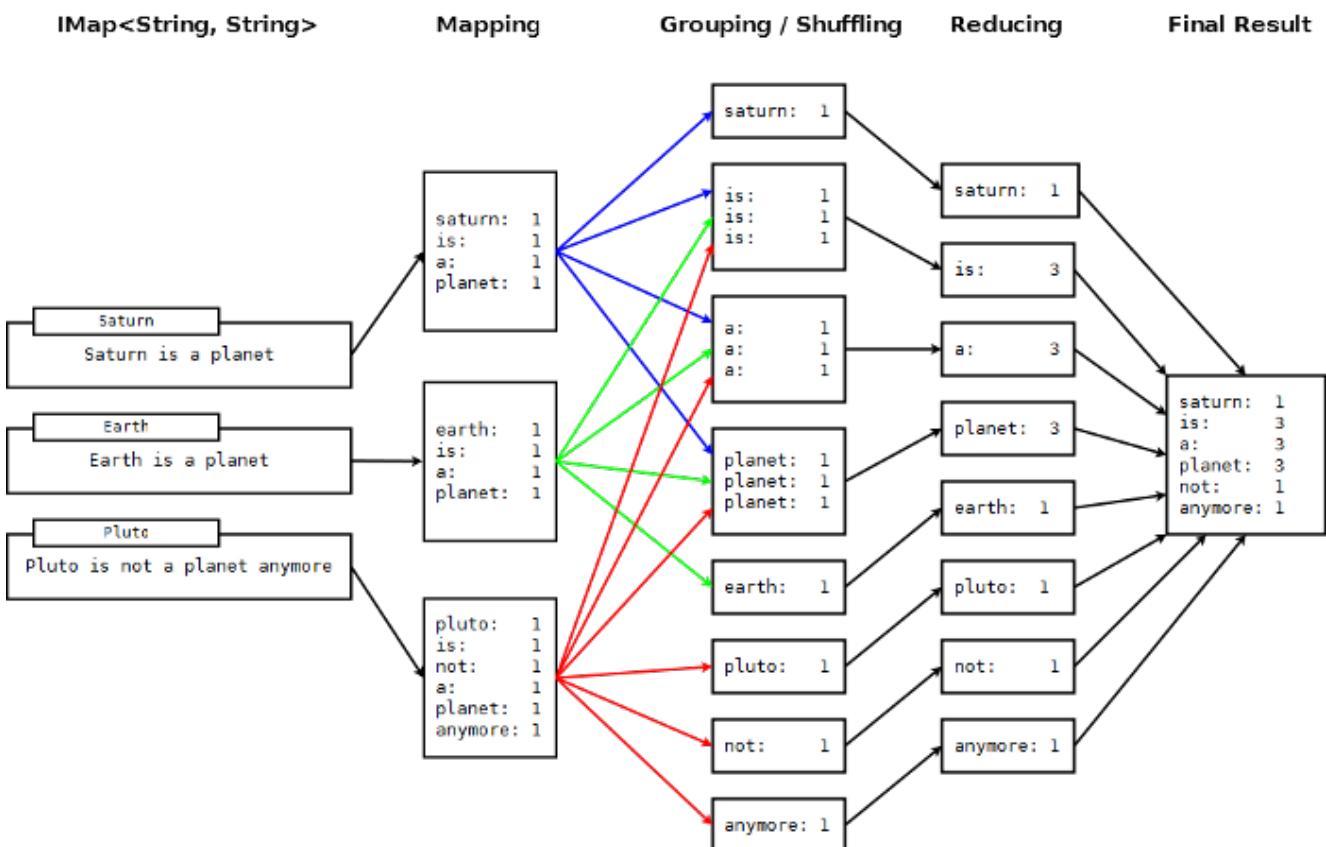 IMap<String, String>
Mapping
Grouping / Shuffling
Reducing
Final Result
Saturn
Saturn is a planet
Earth
Earth is a planet
Pluto
Pluto is not a planet anymore
saturn: 1
is: 1
a: 1
planet: 1
earth: 1
is: 1
a: 1
planet: 1
pluto: 1
is: 1
not: 1
a: 1
planet: 1
anymore: 1
saturn: 1
is: 1
is: 1
is: 1
a: 1
a: 1
a: 1
planet: 1
planet: 1
planet: 1
earth: 1
pluto: 1
not: 1
anymore: 1
saturn: 1
is: 3
a: 3
planet: 3
earth: 1
pluto: 1
not: 1
anymore: 1
saturn: 1
is: 3
a: 3
planet: 3
not: 1
anymore: 1